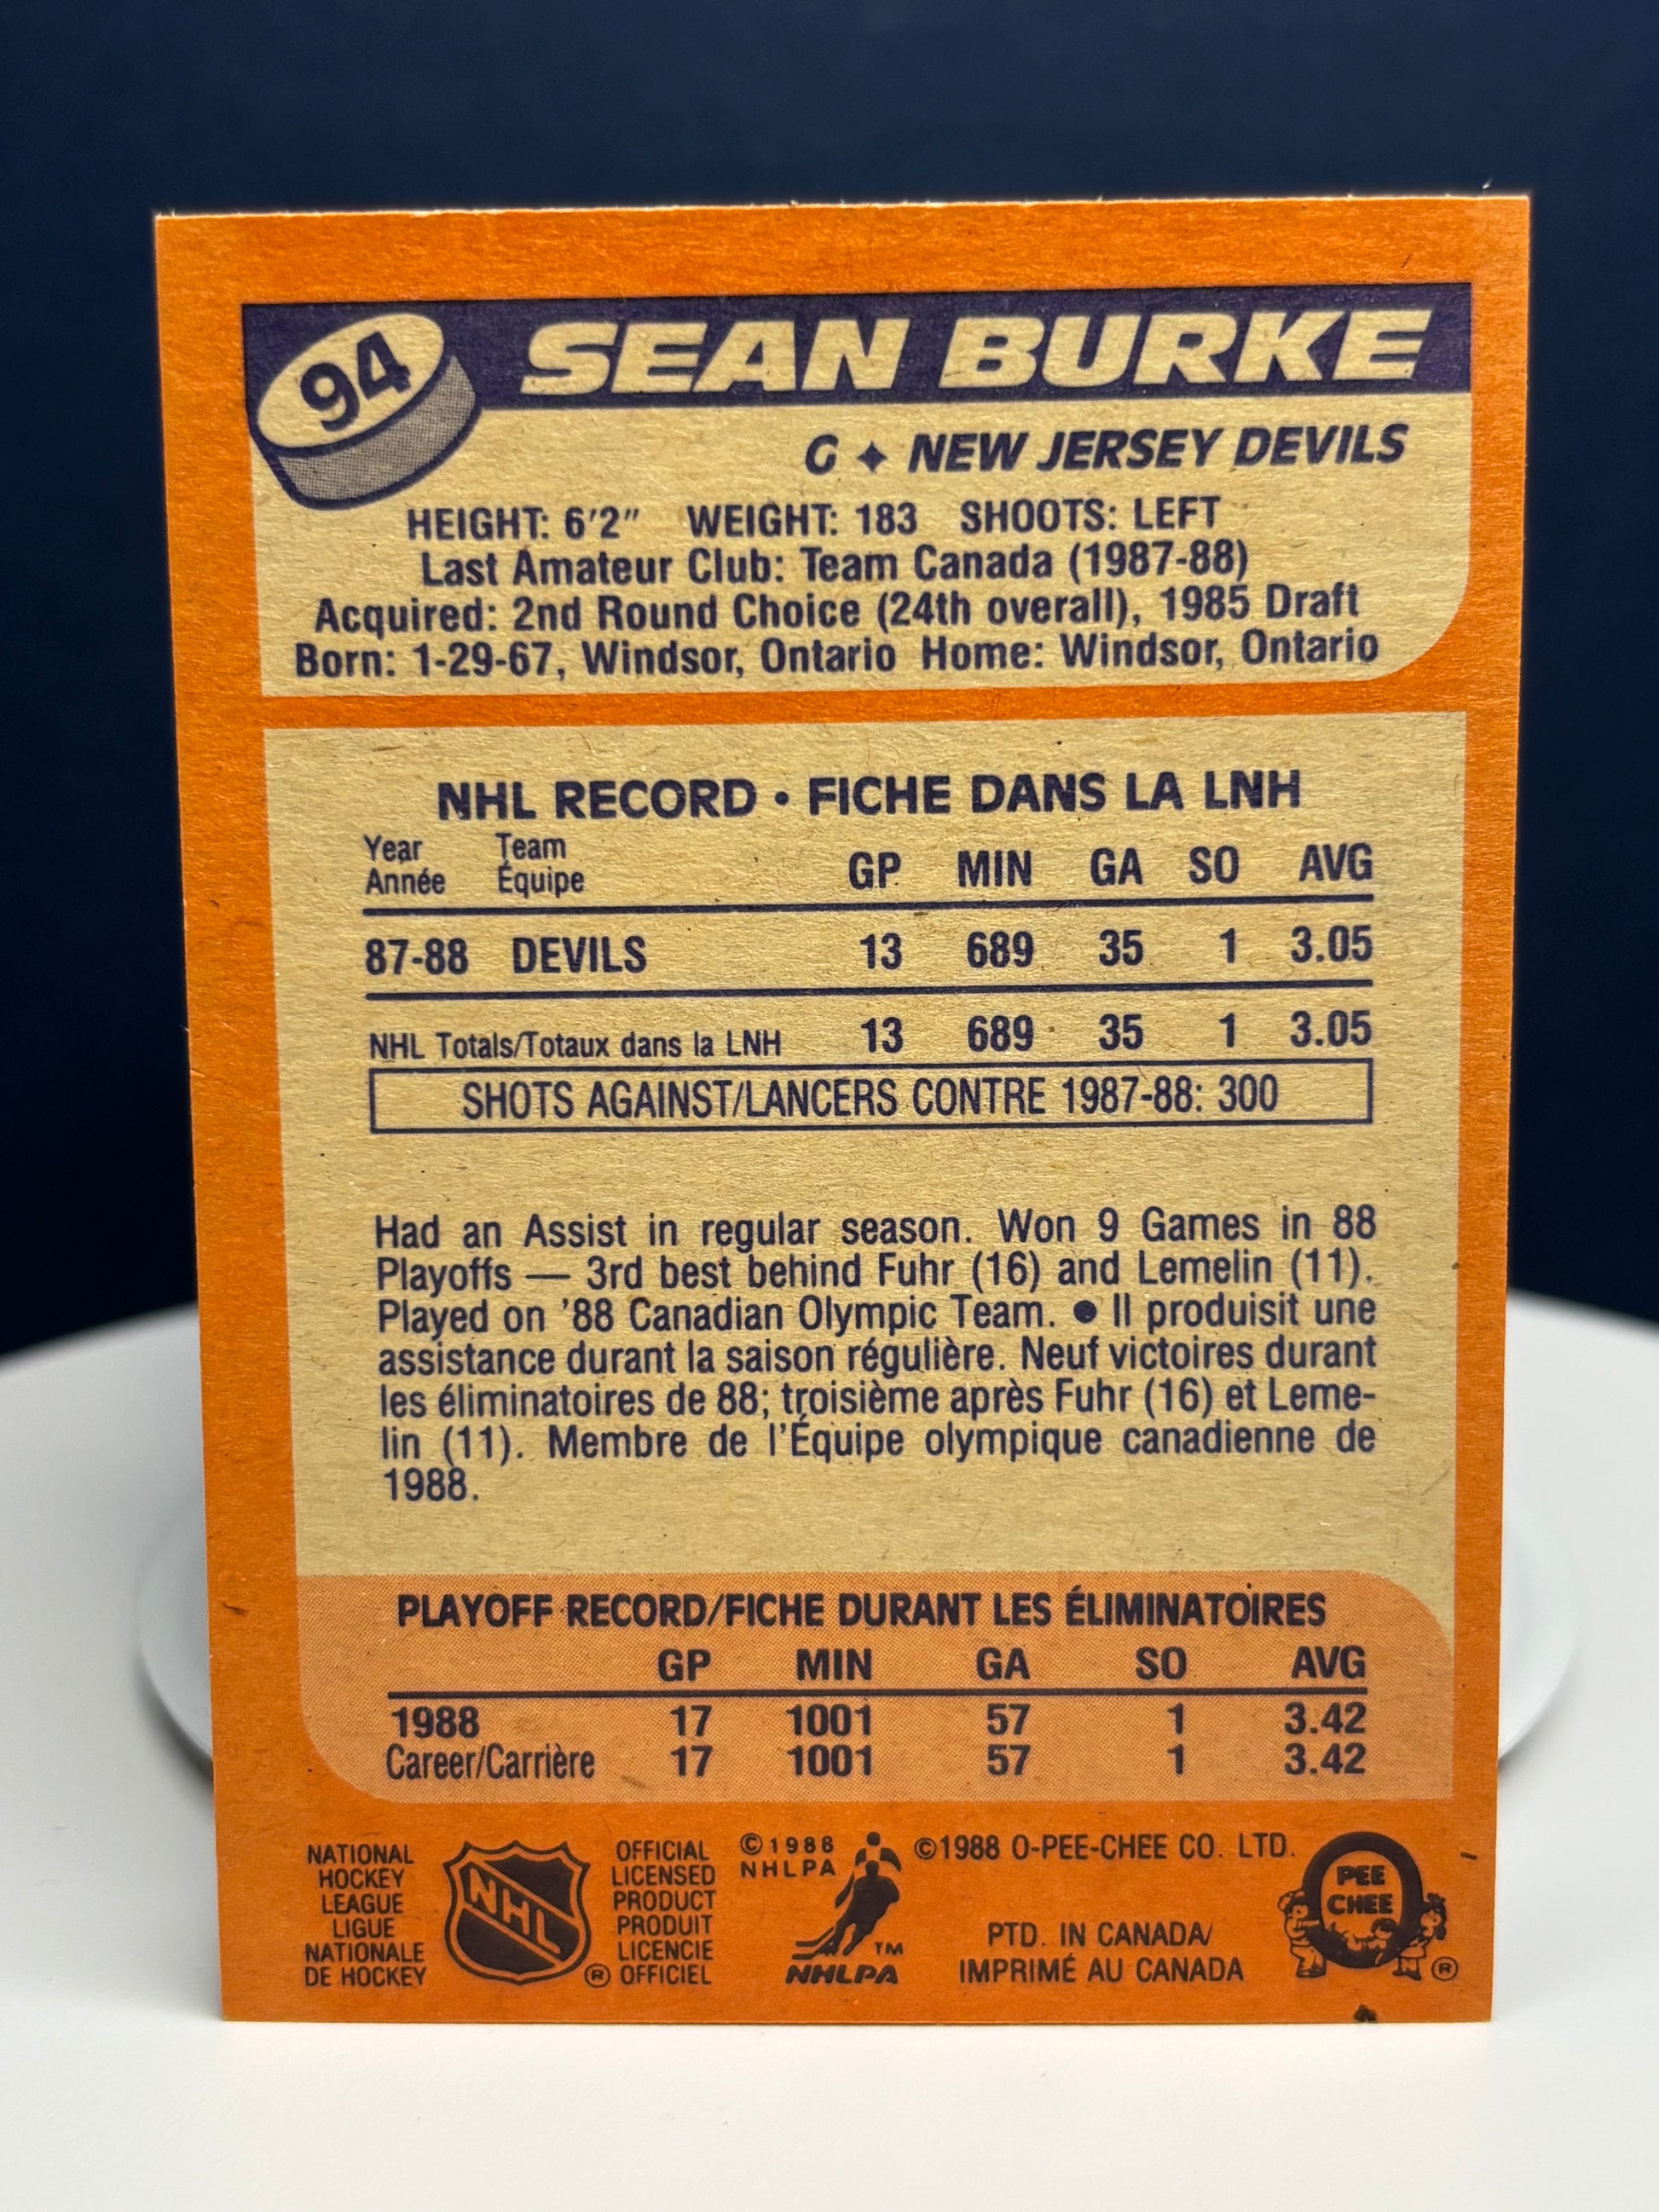 94
SEAN BURKE
G ✦ NEW JERSEY DEVILS
HEIGHT: 6'2" WEIGHT: 183 SHOOTS: LEFT
Last Amateur Club: Team Canada (1987-88)
Acquired: 2nd Round Choice (24th overall), 1985 Draft
Born: 1-29-67, Windsor, Ontario Home: Windsor, Ontario
NHL RECORD • FICHE DANS LA LNH
Year Team
Année Équipe GP MIN GA SO AVG
87-88 DEVILS 13 689 35 1 3.05
NHL Totals/Totaux dans la LNH 13 689 35 1 3.05
SHOTS AGAINST/LANCERS CONTRE 1987-88: 300
Had an Assist in regular season. Won 9 Games in 88
Playoffs — 3rd best behind Fuhr (16) and Lemelin (11).
Played on '88 Canadian Olympic Team. ● Il produisit une
assistance durant la saison régulière. Neuf victoires durant
les éliminatoires de 88; troisième après Fuhr (16) et Leme-
lin (11). Membre de l'Équipe olympique canadienne de
1988.
PLAYOFF RECORD/FICHE DURANT LES ÉLIMINATOIRES
GP MIN GA SO AVG
1988 17 1001 57 1 3.42
Career/Carrière 17 1001 57 1 3.42
NATIONAL
HOCKEY
LEAGUE
LIGUE
NATIONALE
DE HOCKEY
NHL
®
OFFICIAL
LICENSED
PRODUCT
PRODUIT
LICENCIE
OFFICIEL
©1988
NHLPA
TM
NHLPA
©1988 O-PEE-CHEE CO. LTD.
PTD. IN CANADA/
IMPRIMÉ AU CANADA
O
PEE
CHEE
®